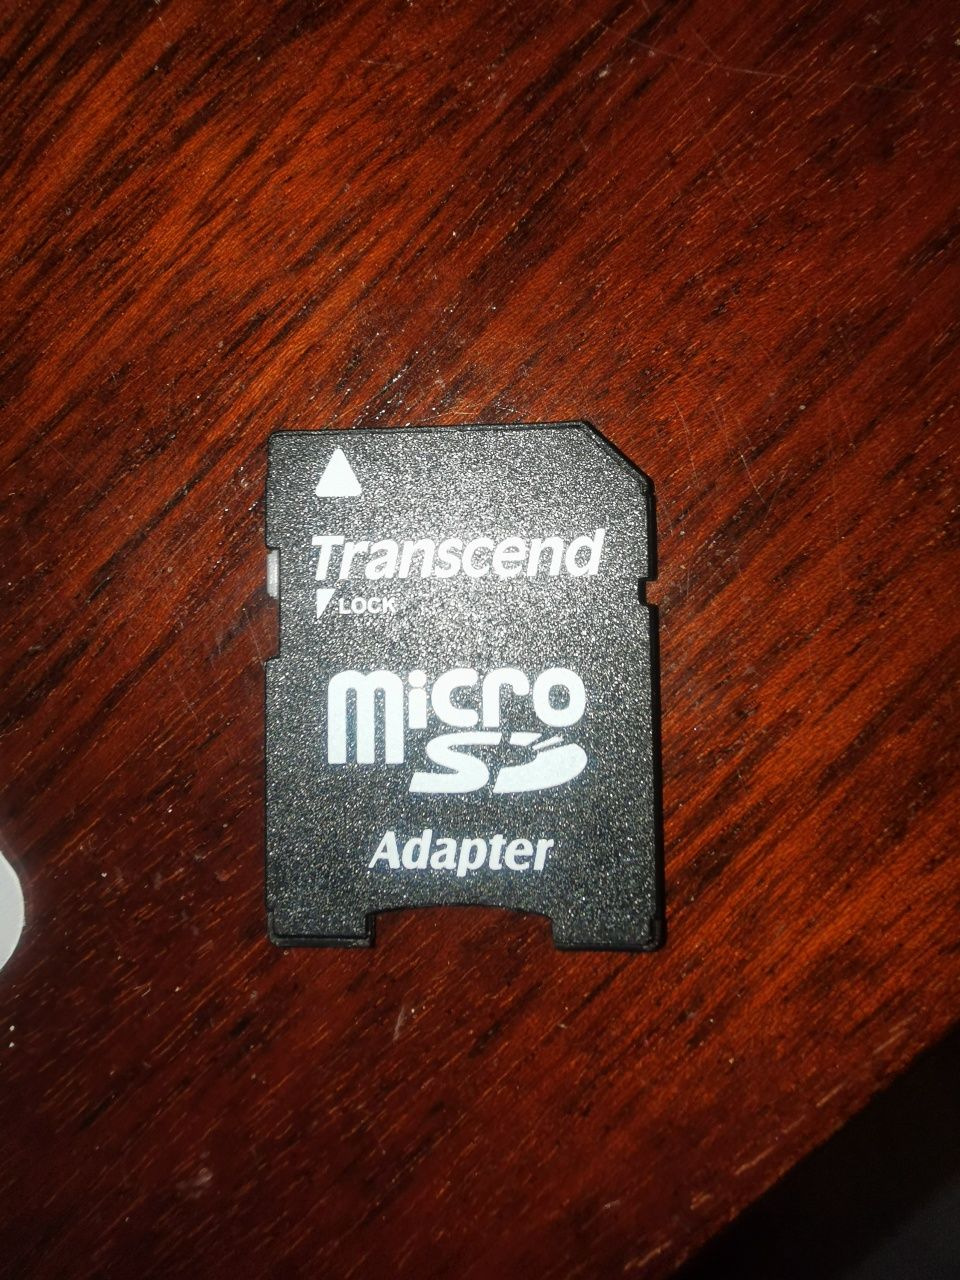 Transcend
LOCK
micro
SD
Adapter